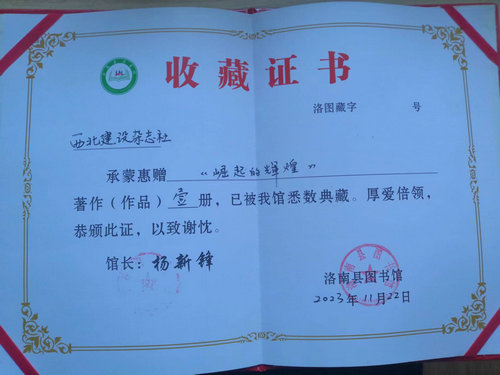 收藏证书
洛图藏字 号
西北建设杂志社
承蒙惠赠 《崛起的辉煌》
著作（作品）壹册，已被我馆悉数典藏。厚爱倍领，
恭颁此证，以致谢忱。
馆长：杨新锋
洛南县图书馆
2023年11月22日